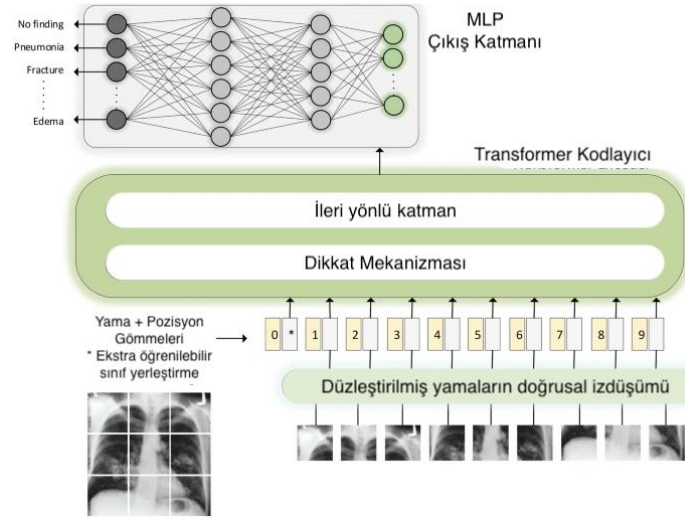 MLP
Çıkış Katmanı
No finding
Pneumonia
Fracture
Edema
Transformer Kodlayıcı
İleri yönlü katman
Dikkat Mekanizması
Yama + Pozisyon
Gömmeleri
* Ekstra öğrenilebilir
sınıf yerleştirme
0 * 1 2 3 4 5 6 7 8 9
Düzleştirilmiş yamaların doğrusal izdüşümü